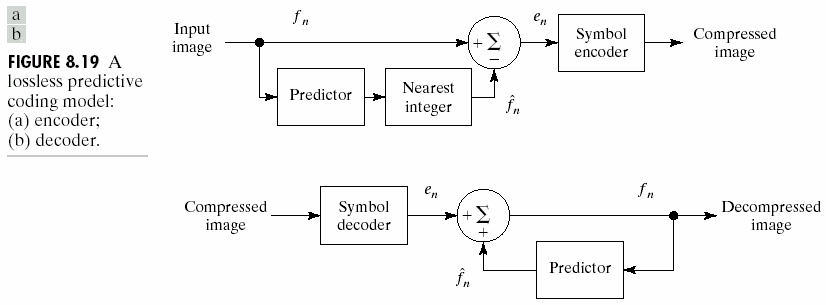 a
b
FIGURE 8.19 A
lossless predictive
coding model:
(a) encoder;
(b) decoder.
Input
image
fₙ
+ Σ
−
eₙ
Symbol
encoder
Compressed
image
Predictor
Nearest
integer
f̂ₙ
Compressed
image
Symbol
decoder
eₙ
+ Σ
+
fₙ
Decompressed
image
f̂ₙ
Predictor